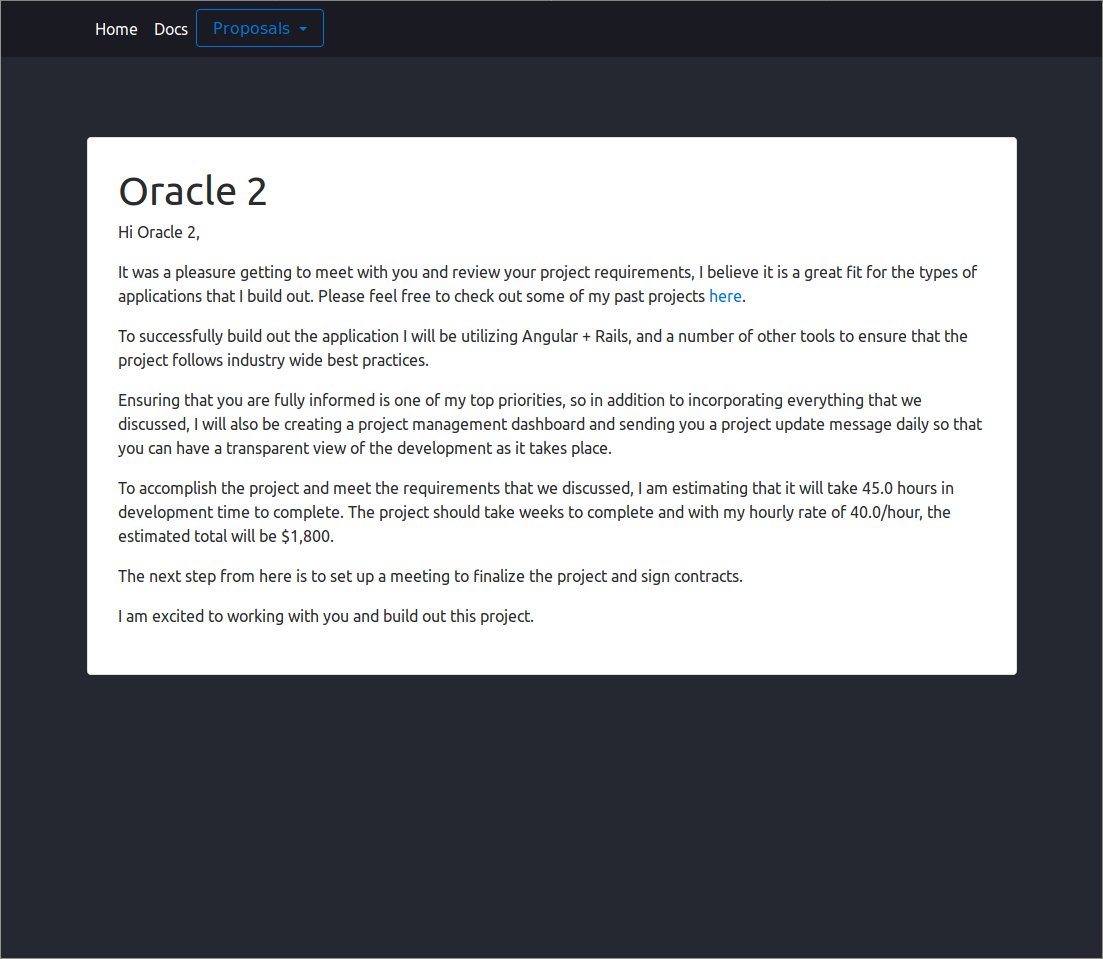 Home Docs Proposals
Oracle 2
Hi Oracle 2,
It was a pleasure getting to meet with you and review your project requirements, I believe it is a great fit for the types of
applications that I build out. Please feel free to check out some of my past projects here.
To successfully build out the application I will be utilizing Angular + Rails, and a number of other tools to ensure that the
project follows industry wide best practices.
Ensuring that you are fully informed is one of my top priorities, so in addition to incorporating everything that we
discussed, I will also be creating a project management dashboard and sending you a project update message daily so that
you can have a transparent view of the development as it takes place.
To accomplish the project and meet the requirements that we discussed, I am estimating that it will take 45.0 hours in
development time to complete. The project should take weeks to complete and with my hourly rate of 40.0/hour, the
estimated total will be $1,800.
The next step from here is to set up a meeting to finalize the project and sign contracts.
I am excited to working with you and build out this project.